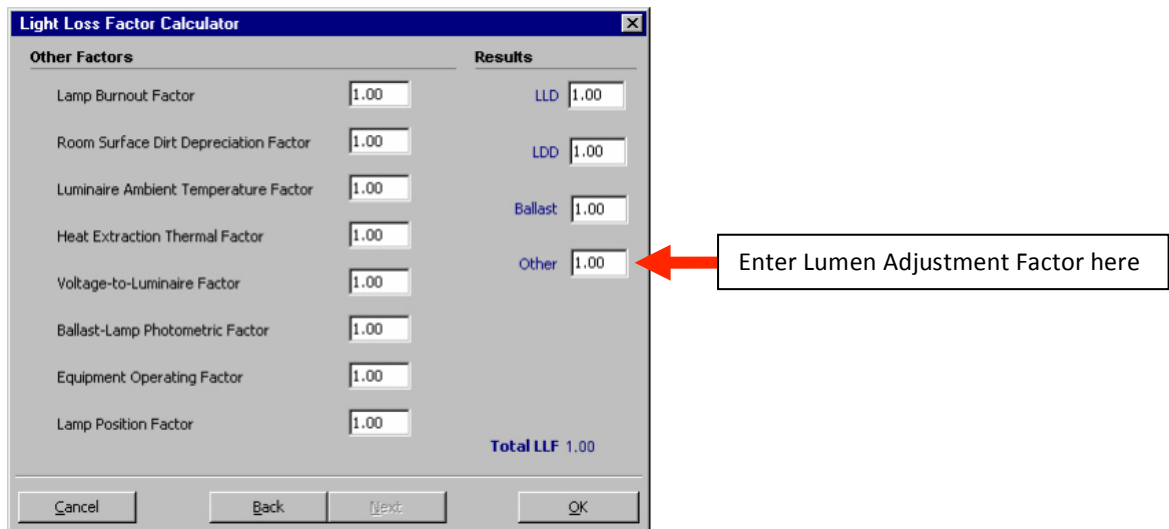 Light Loss Factor Calculator
Other Factors
Lamp Burnout Factor 1.00
Room Surface Dirt Depreciation Factor 1.00
Luminaire Ambient Temperature Factor 1.00
Heat Extraction Thermal Factor 1.00
Voltage-to-Luminaire Factor 1.00
Ballast-Lamp Photometric Factor 1.00
Equipment Operating Factor 1.00
Lamp Position Factor 1.00
Results
LLD 1.00
LDD 1.00
Ballast 1.00
Other 1.00
Enter Lumen Adjustment Factor here
Total LLF 1.00
Cancel Back Next OK